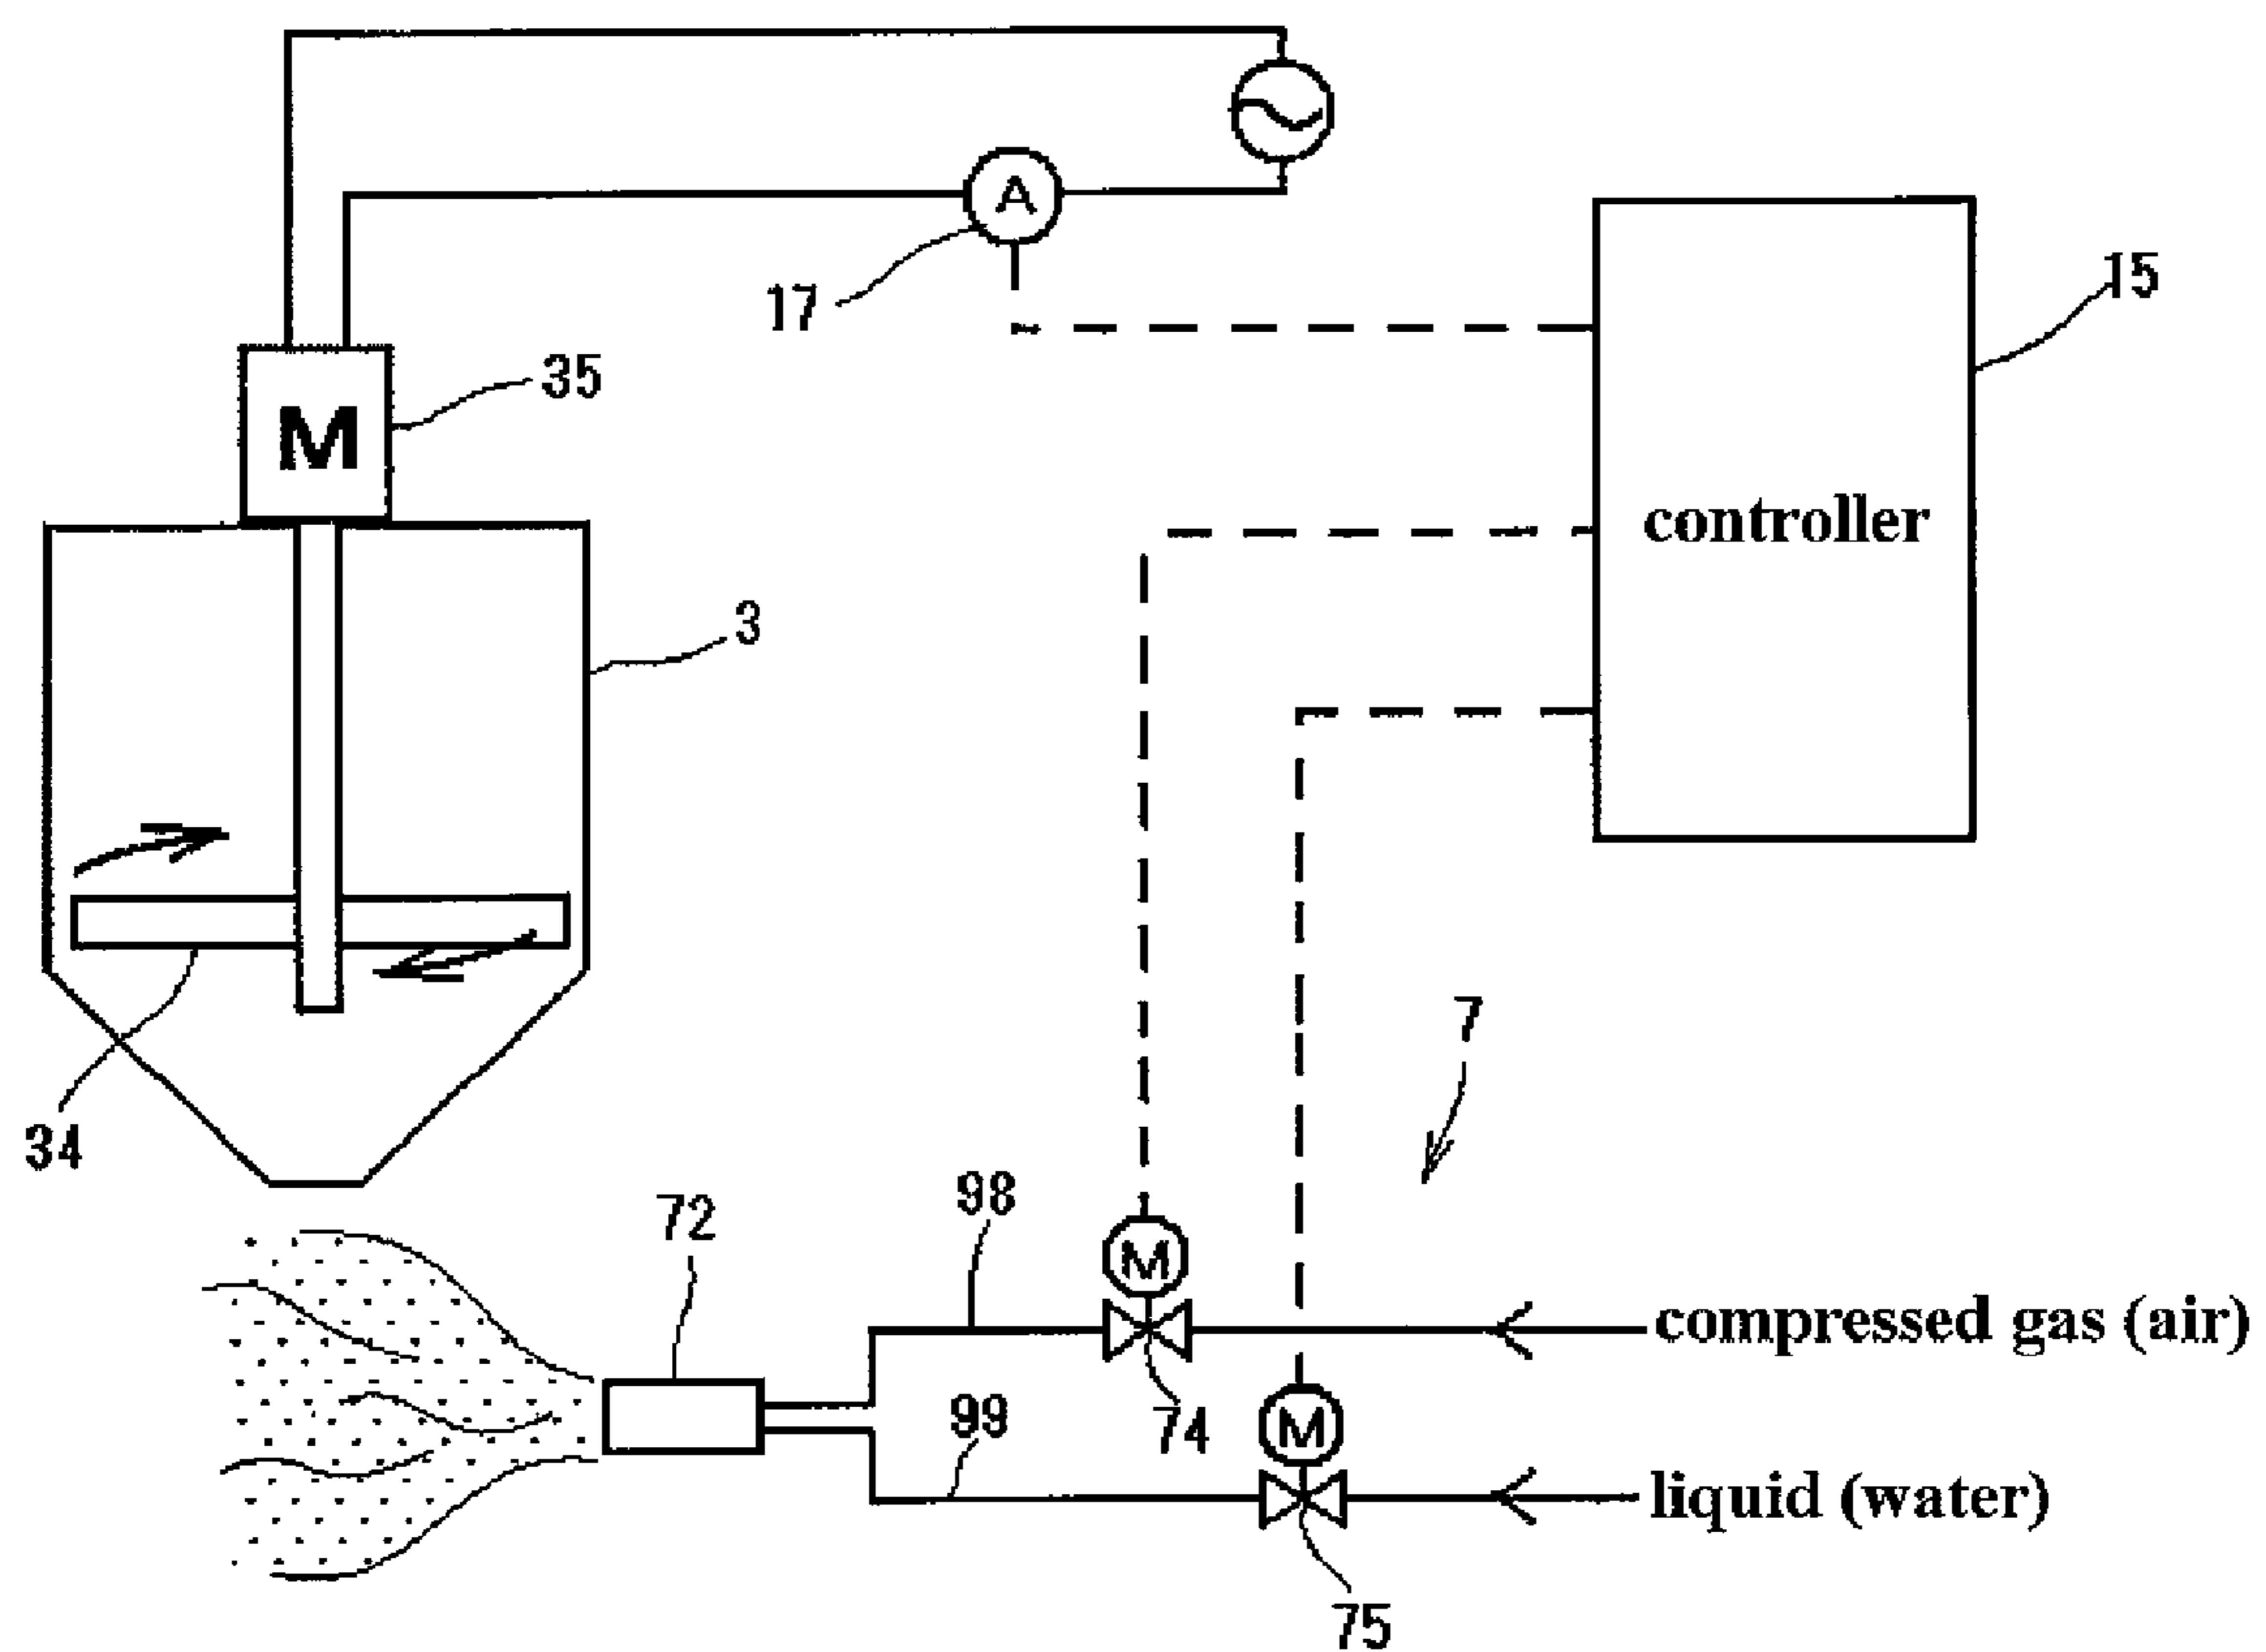 A
17
15
M
35
controller
3
7
34
72
98
M
compressed gas (air)
74
99
M
liquid (water)
75